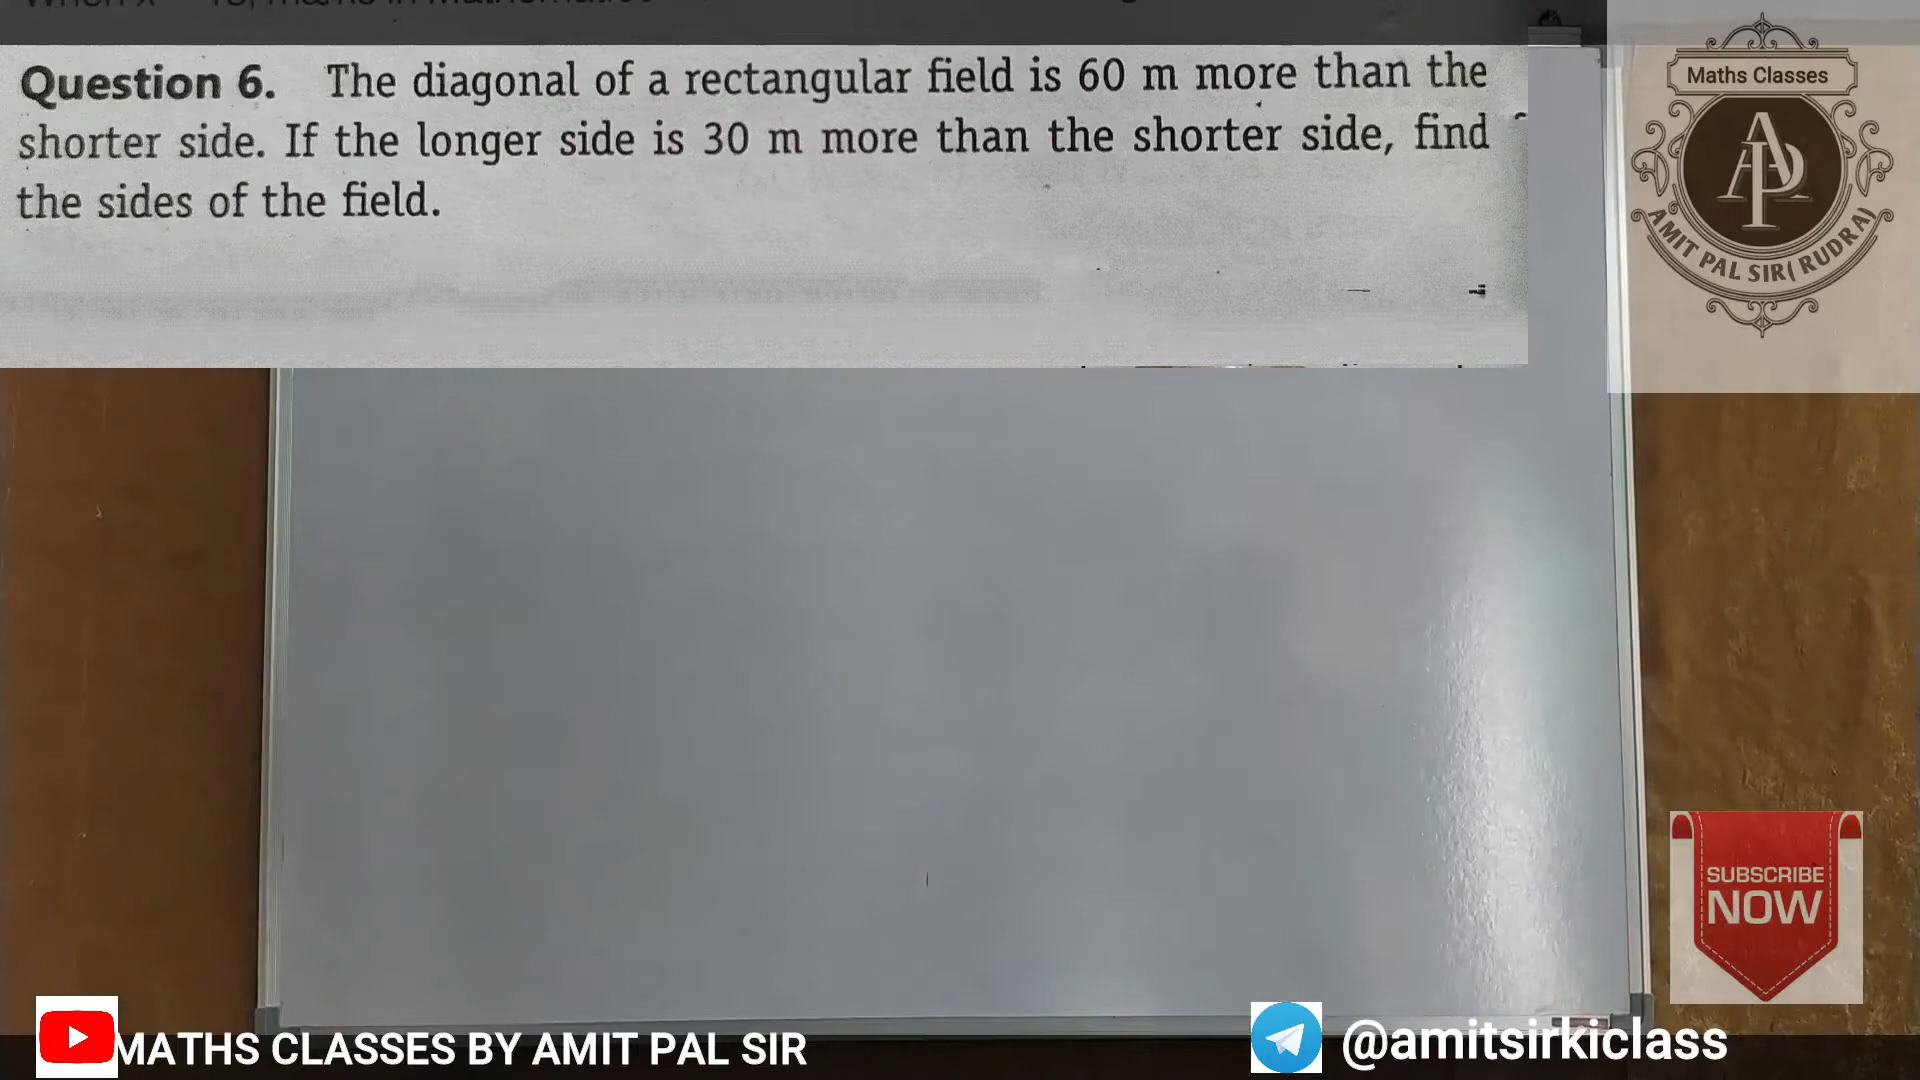 Question 6. The diagonal of a rectangular field is 60 m more than the
shorter side. If the longer side is 30 m more than the shorter side, find
the sides of the field.
Maths Classes
AP
AMIT PAL SIR( RUDRA)
SUBSCRIBE
NOW
MATHS CLASSES BY AMIT PAL SIR
@amitsirkiclass